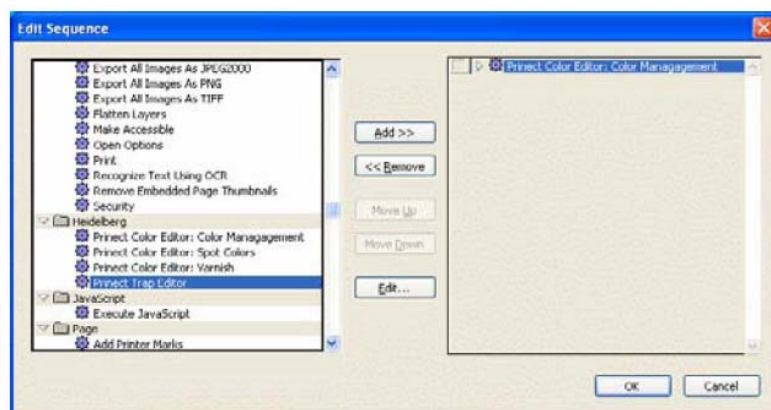 Edit Sequence
Export All Images As JPEG2000
Export All Images As PNG
Export All Images As TIFF
Flatten Layers
Make Accessible
Open Options
Print
Recognize Text Using OCR
Remove Embedded Page Thumbnails
Security
Heidelberg
Prinect Color Editor: Color Managagement
Prinect Color Editor: Spot Colors
Prinect Color Editor: Varnish
Prinect Trap Editor
JavaScript
Execute JavaScript
Page
Add Printer Marks
Add >>
<< Remove
Move Up
Move Down
Edit...
Prinect Color Editor: Color Managagement
OK
Cancel